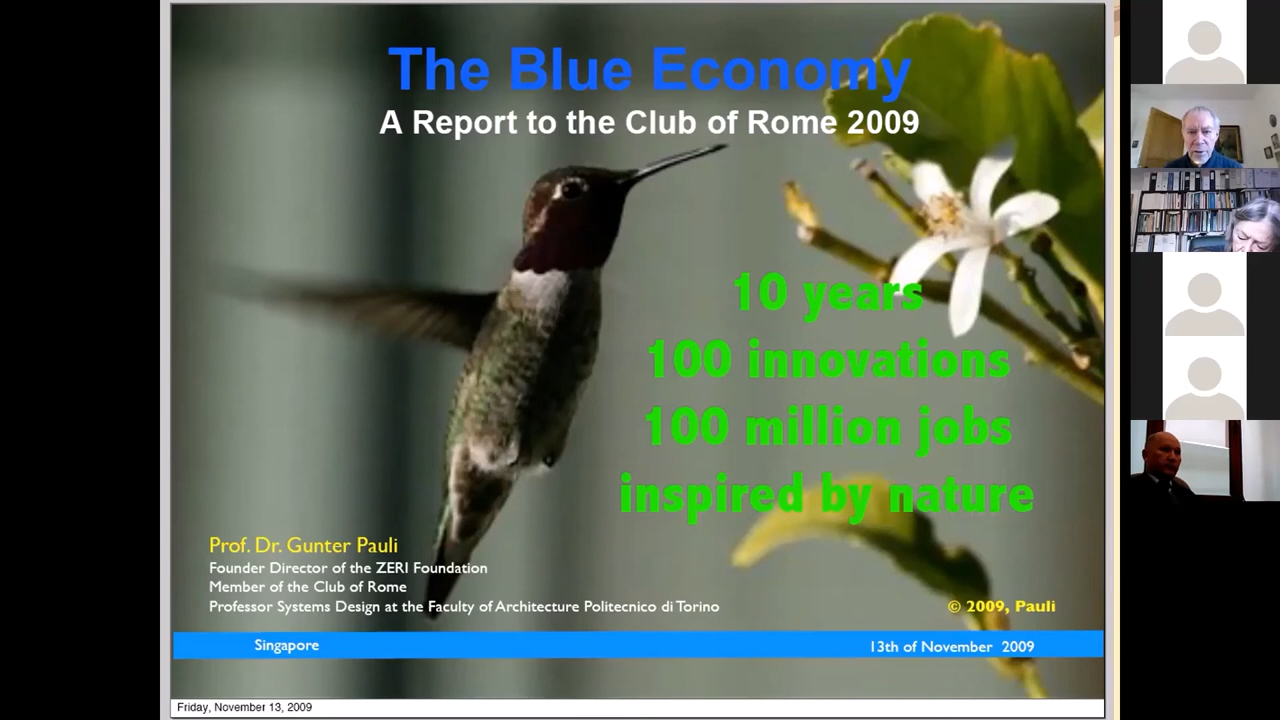 The Blue Economy
A Report to the Club of Rome 2009
10 years
100 innovations
100 million jobs
inspired by nature
Prof. Dr. Gunter Pauli
Founder Director of the ZERI Foundation
Member of the Club of Rome
Professor Systems Design at the Faculty of Architecture Politecnico di Torino
© 2009, Pauli
Singapore
13th of November 2009
Friday, November 13, 2009